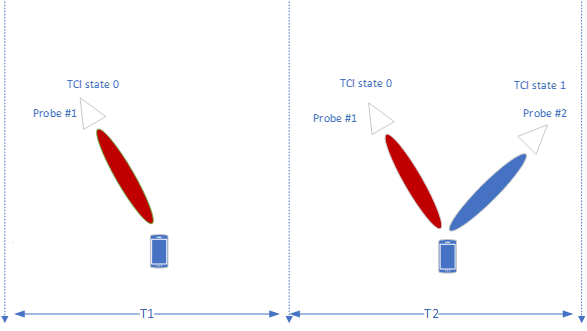 TCI state 0
Probe #1
T1
TCI state 0
Probe #1
TCI state 1
Probe #2
T2